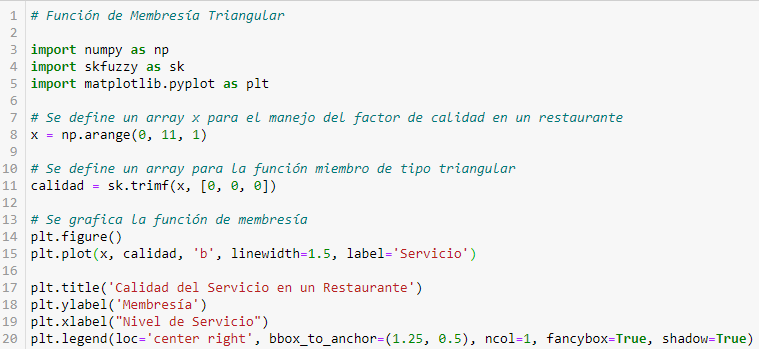 1 # Función de Membresía Triangular
2
3 import numpy as np
4 import skfuzzy as sk
5 import matplotlib.pyplot as plt
6
7 # Se define un array x para el manejo del factor de calidad en un restaurante
8 x = np.arange(0, 11, 1)
9
10 # Se define un array para la función miembro de tipo triangular
11 calidad = sk.trimf(x, [0, 0, 0])
12
13 # Se grafica la función de membresía
14 plt.figure()
15 plt.plot(x, calidad, 'b', linewidth=1.5, label='Servicio')
16
17 plt.title('Calidad del Servicio en un Restaurante')
18 plt.ylabel('Membresía')
19 plt.xlabel("Nivel de Servicio")
20 plt.legend(loc='center right', bbox_to_anchor=(1.25, 0.5), ncol=1, fancybox=True, shadow=True)